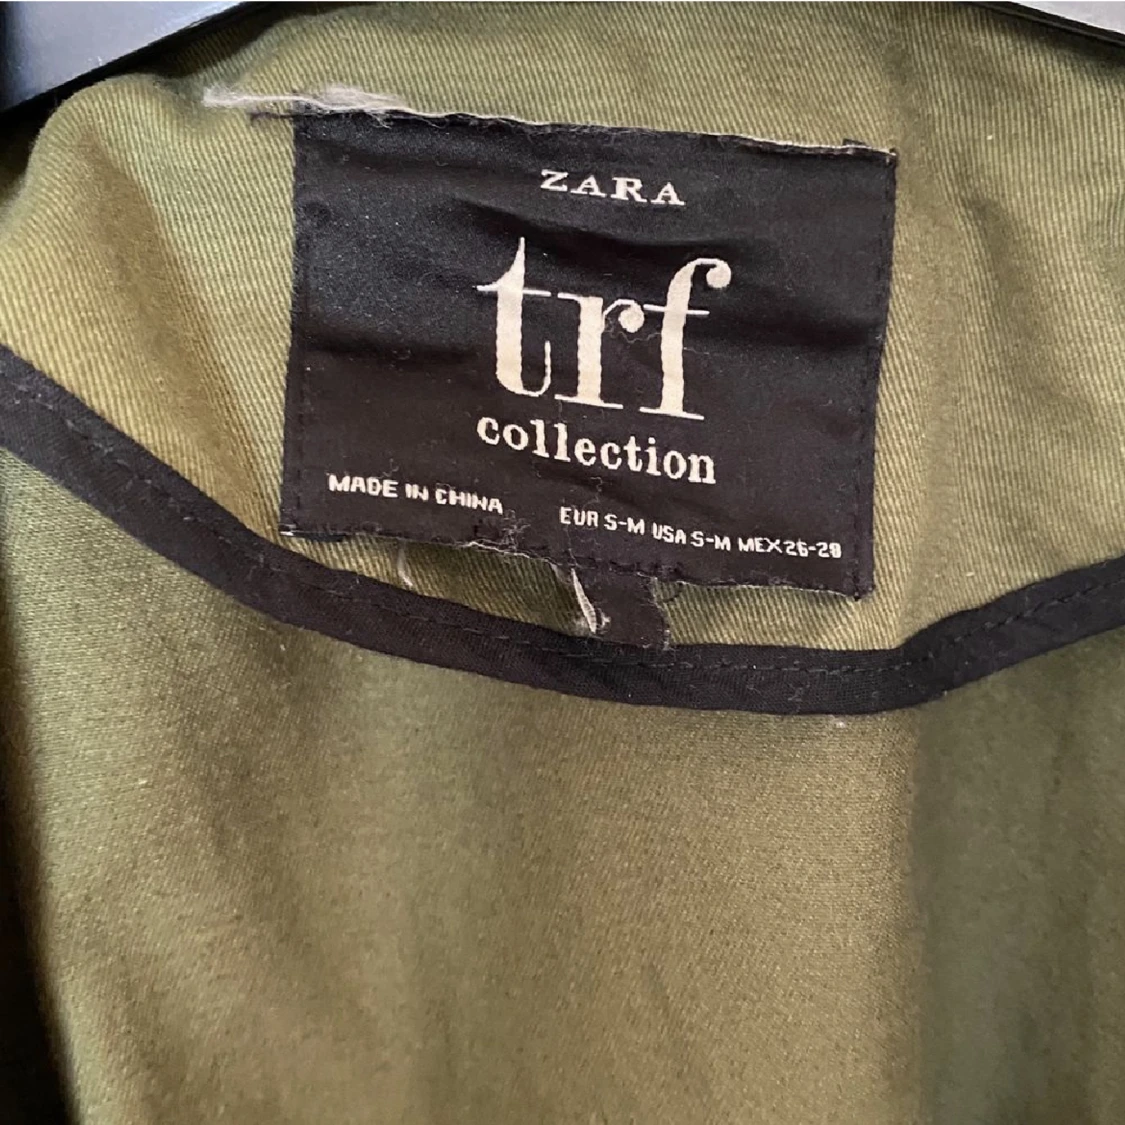 ZARA
trf
collection
MADE IN CHINA
EUR S-M USA S-M MEX 26-28